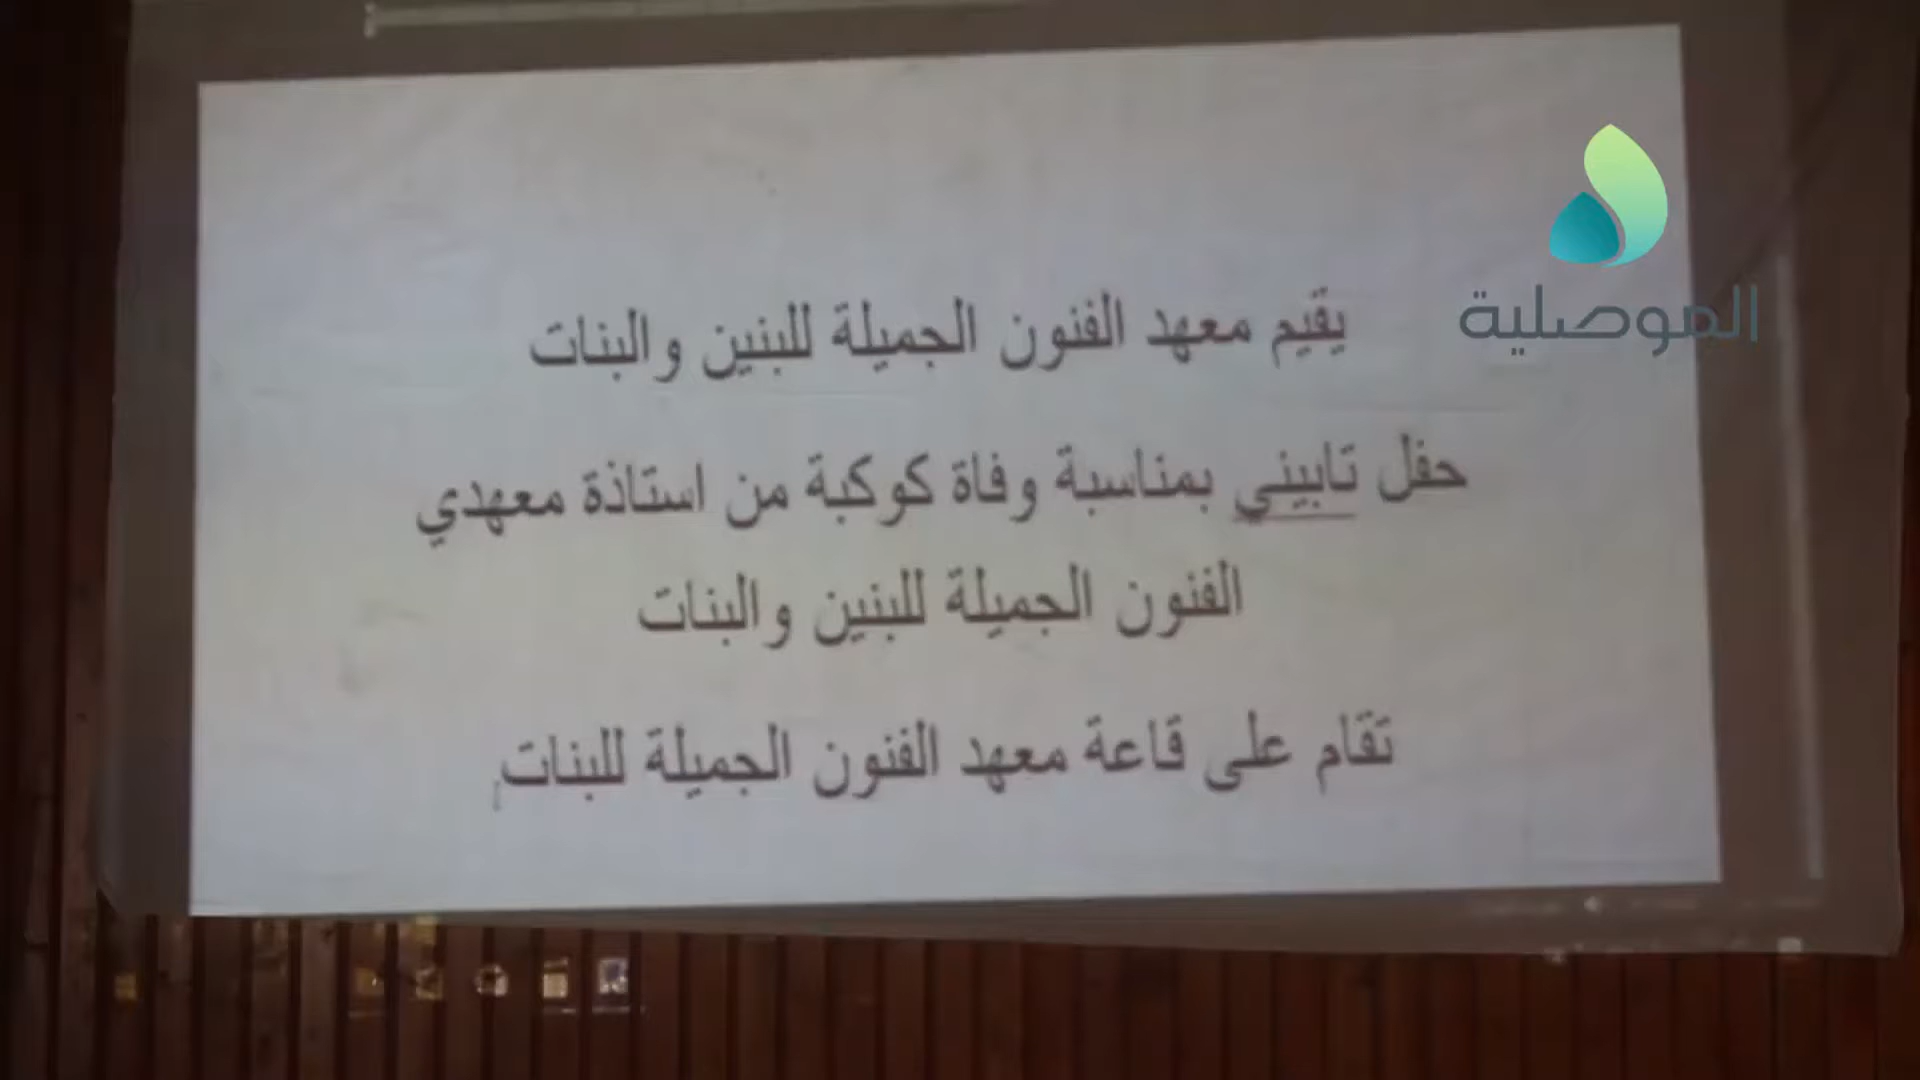 الموصلية
يقيم معهد الفنون الجميلة للبنين والبنات
حفل تابيني بمناسبة وفاة كوكبة من استاذة معهدي
الفنون الجميلة للبنين والبنات
تقام على قاعة معهد الفنون الجميلة للبنات